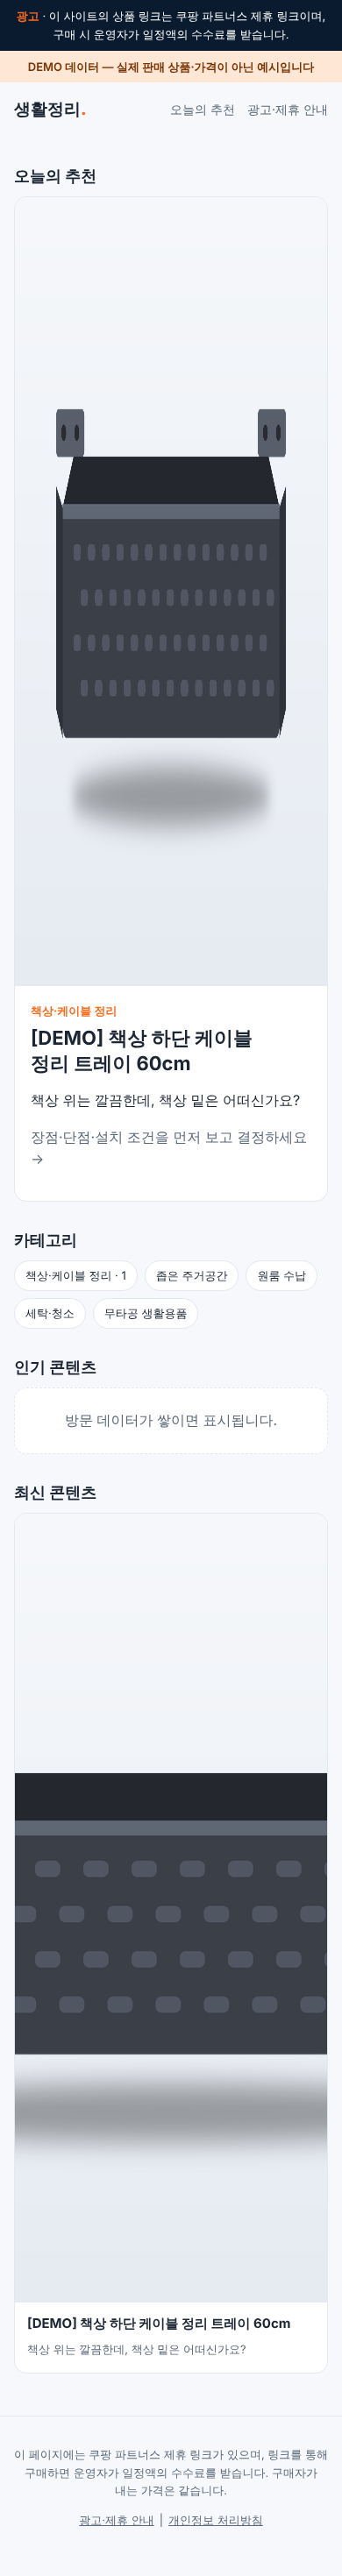 광고 · 이 사이트의 상품 링크는 쿠팡 파트너스 제휴 링크이며,
구매 시 운영자가 일정액의 수수료를 받습니다.
DEMO 데이터 — 실제 판매 상품·가격이 아닌 예시입니다
생활정리. 오늘의 추천 광고·제휴 안내
오늘의 추천
책상·케이블 정리
[DEMO] 책상 하단 케이블
정리 트레이 60cm
책상 위는 깔끔한데, 책상 밑은 어떠신가요?
장점·단점·설치 조건을 먼저 보고 결정하세요
→
카테고리
책상·케이블 정리 · 1 좁은 주거공간 원룸 수납
세탁·청소 무타공 생활용품
인기 콘텐츠
방문 데이터가 쌓이면 표시됩니다.
최신 콘텐츠
[DEMO] 책상 하단 케이블 정리 트레이 60cm
책상 위는 깔끔한데, 책상 밑은 어떠신가요?
이 페이지에는 쿠팡 파트너스 제휴 링크가 있으며, 링크를 통해
구매하면 운영자가 일정액의 수수료를 받습니다. 구매자가
내는 가격은 같습니다.
광고·제휴 안내 | 개인정보 처리방침